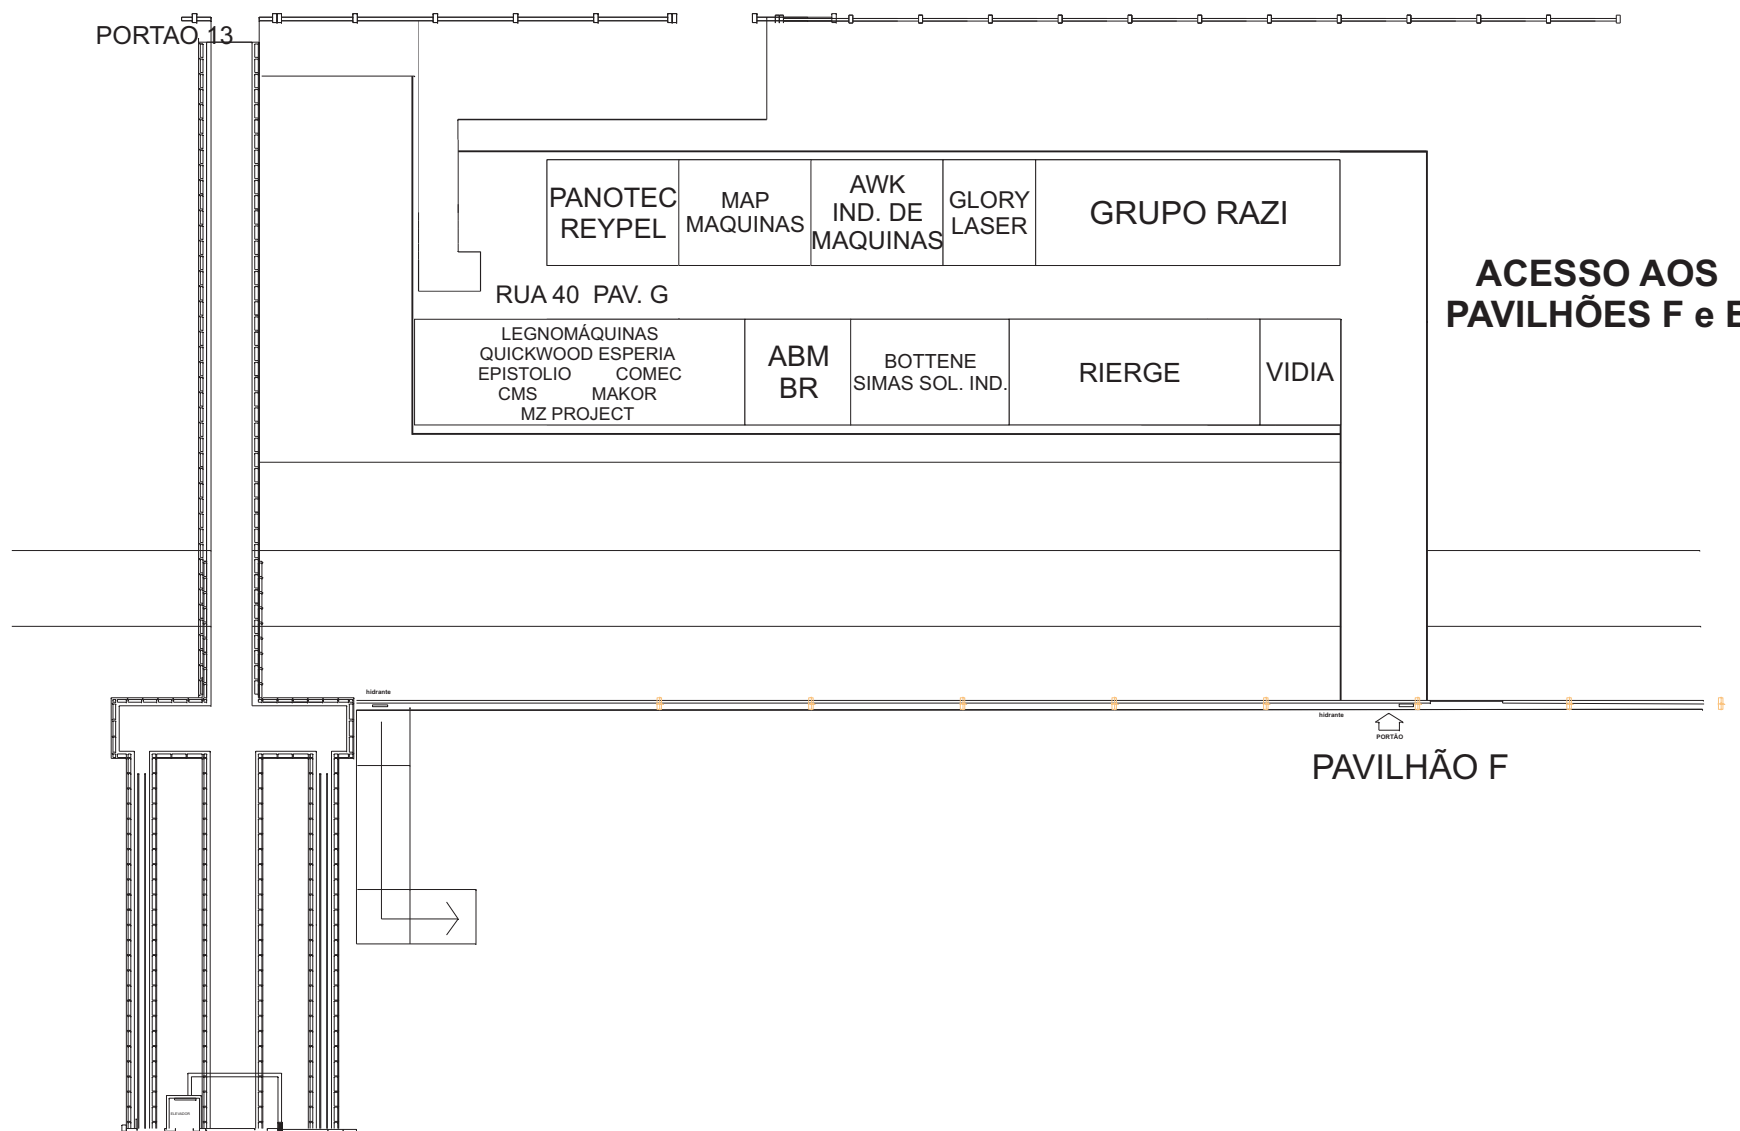 PORTAO 13
PANOTEC
REYPEL
MAP
MAQUINAS
AWK
IND. DE
MAQUINAS
GLORY
LASER
GRUPO RAZI
ACESSO AOS
PAVILHÕES F e E
RUA 40 PAV. G
LEGNOMÁQUINAS
QUICKWOOD ESPERIA
EPISTOLIO COMEC
CMS MAKOR
MZ PROJECT
ABM
BR
BOTTENE
SIMAS SOL. IND.
RIERGE
VIDIA
hidrante
hidrante
PORTÃO
PAVILHÃO F
ELEVADOR